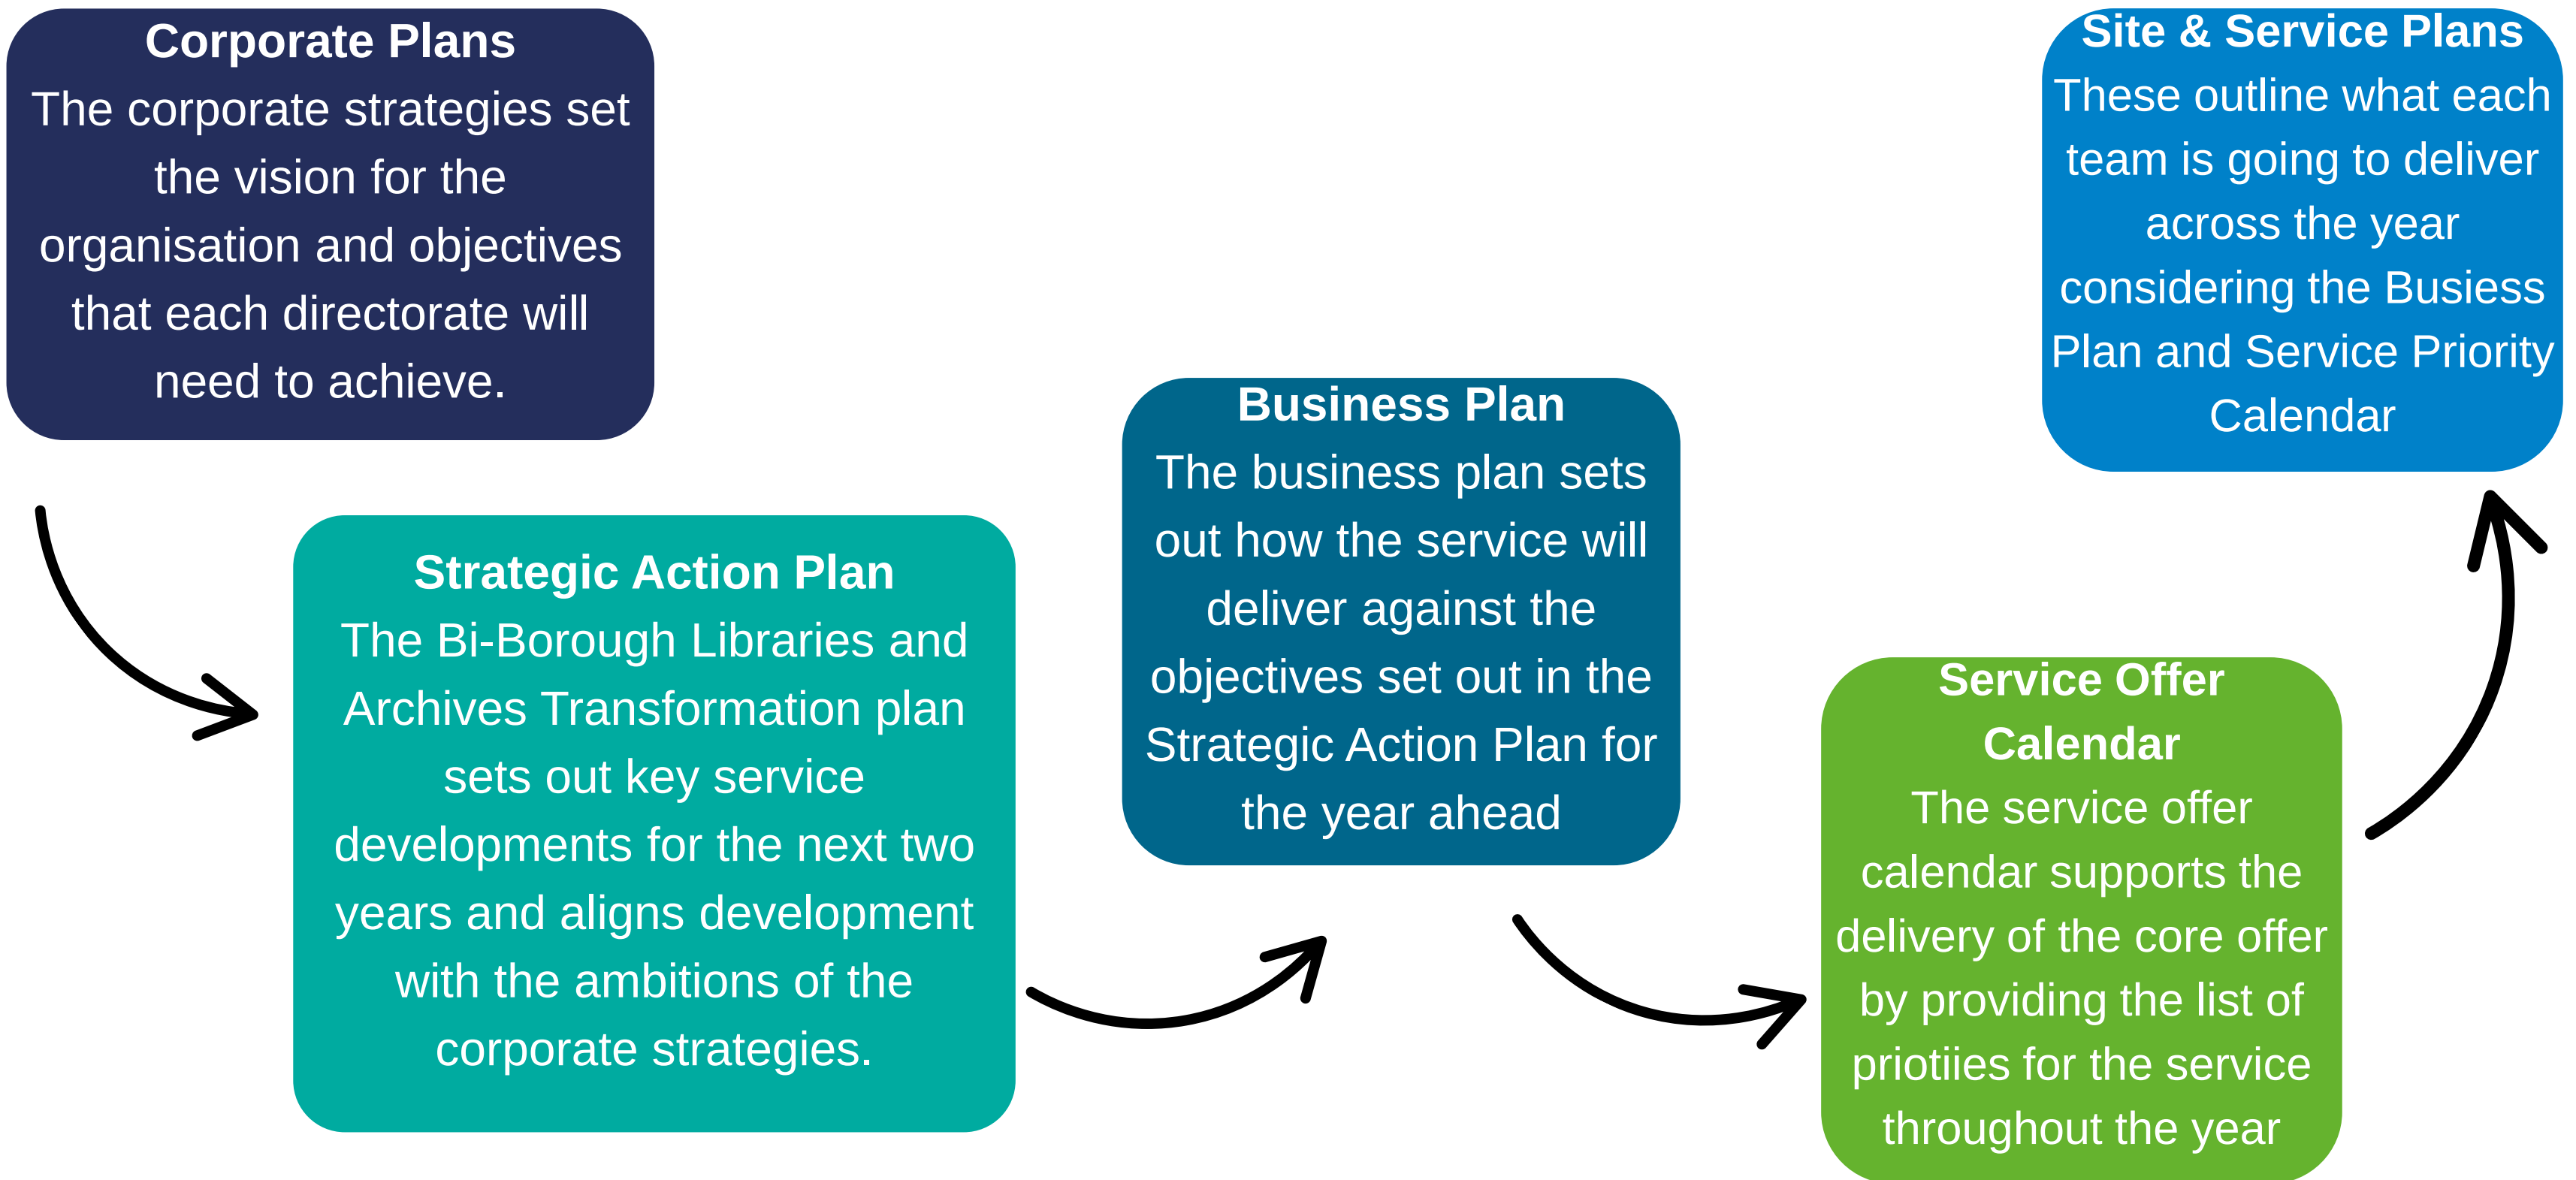 Corporate Plans
The corporate strategies set
the vision for the
organisation and objectives
that each directorate will
need to achieve.
Strategic Action Plan
The Bi-Borough Libraries and
Archives Transformation plan
sets out key service
developments for the next two
years and aligns development
with the ambitions of the
corporate strategies.
Business Plan
The business plan sets
out how the service will
deliver against the
objectives set out in the
Strategic Action Plan for
the year ahead
Service Offer
Calendar
The service offer
calendar supports the
delivery of the core offer
by providing the list of
priotiies for the service
throughout the year
Site & Service Plans
These outline what each
team is going to deliver
across the year
considering the Busiess
Plan and Service Priority
Calendar